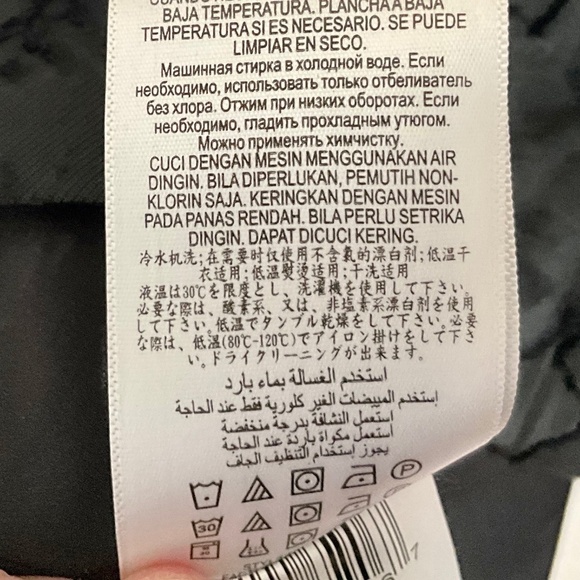 BAJA TEMPERATURA. PLANCHA A BAJA
TEMPERATURA SI ES NECESARIO. SE PUEDE
LIMPIAR EN SECO.
Машинная стирка в холодной воде. Если
необходимо, использовать только отбеливатель
без хлора. Отжим при низких оборотах. Если
необходимо, гладить прохладным утюгом.
Можно применять химчистку.
CUCI DENGAN MESIN MENGGUNAKAN AIR
DINGIN. BILA DIPERLUKAN, PEMUTIH NON-
KLORIN SAJA. KERINGKAN DENGAN MESIN
PADA PANAS RENDAH. BILA PERLU SETRIKA
DINGIN. DAPAT DICUCI KERING.
冷水机洗;在需要时仅使用不含氯的漂白剂;低温干
衣适用;低温熨烫适用;干洗适用
液温は30℃を限度とし、洗濯機を使用して下さい。
必要な際は、酸素系、又は、非塩素系漂白剤を使用
して下さい。低温でタンブル乾燥をして下さい。必要
な際は、低温(80℃-120℃)でアイロン掛けをして下さ
い。ドライクリーニングが出来ます。
استخدم الغسالة بماء بارد
إستخدم المبيضات الغير كلورية فقط عند الحاجة
استعمل النشافة بدرجة منخفضة
استعمل مكواة باردة عند الحاجة
يجوز إستخدام التنظيف الجاف
P
30